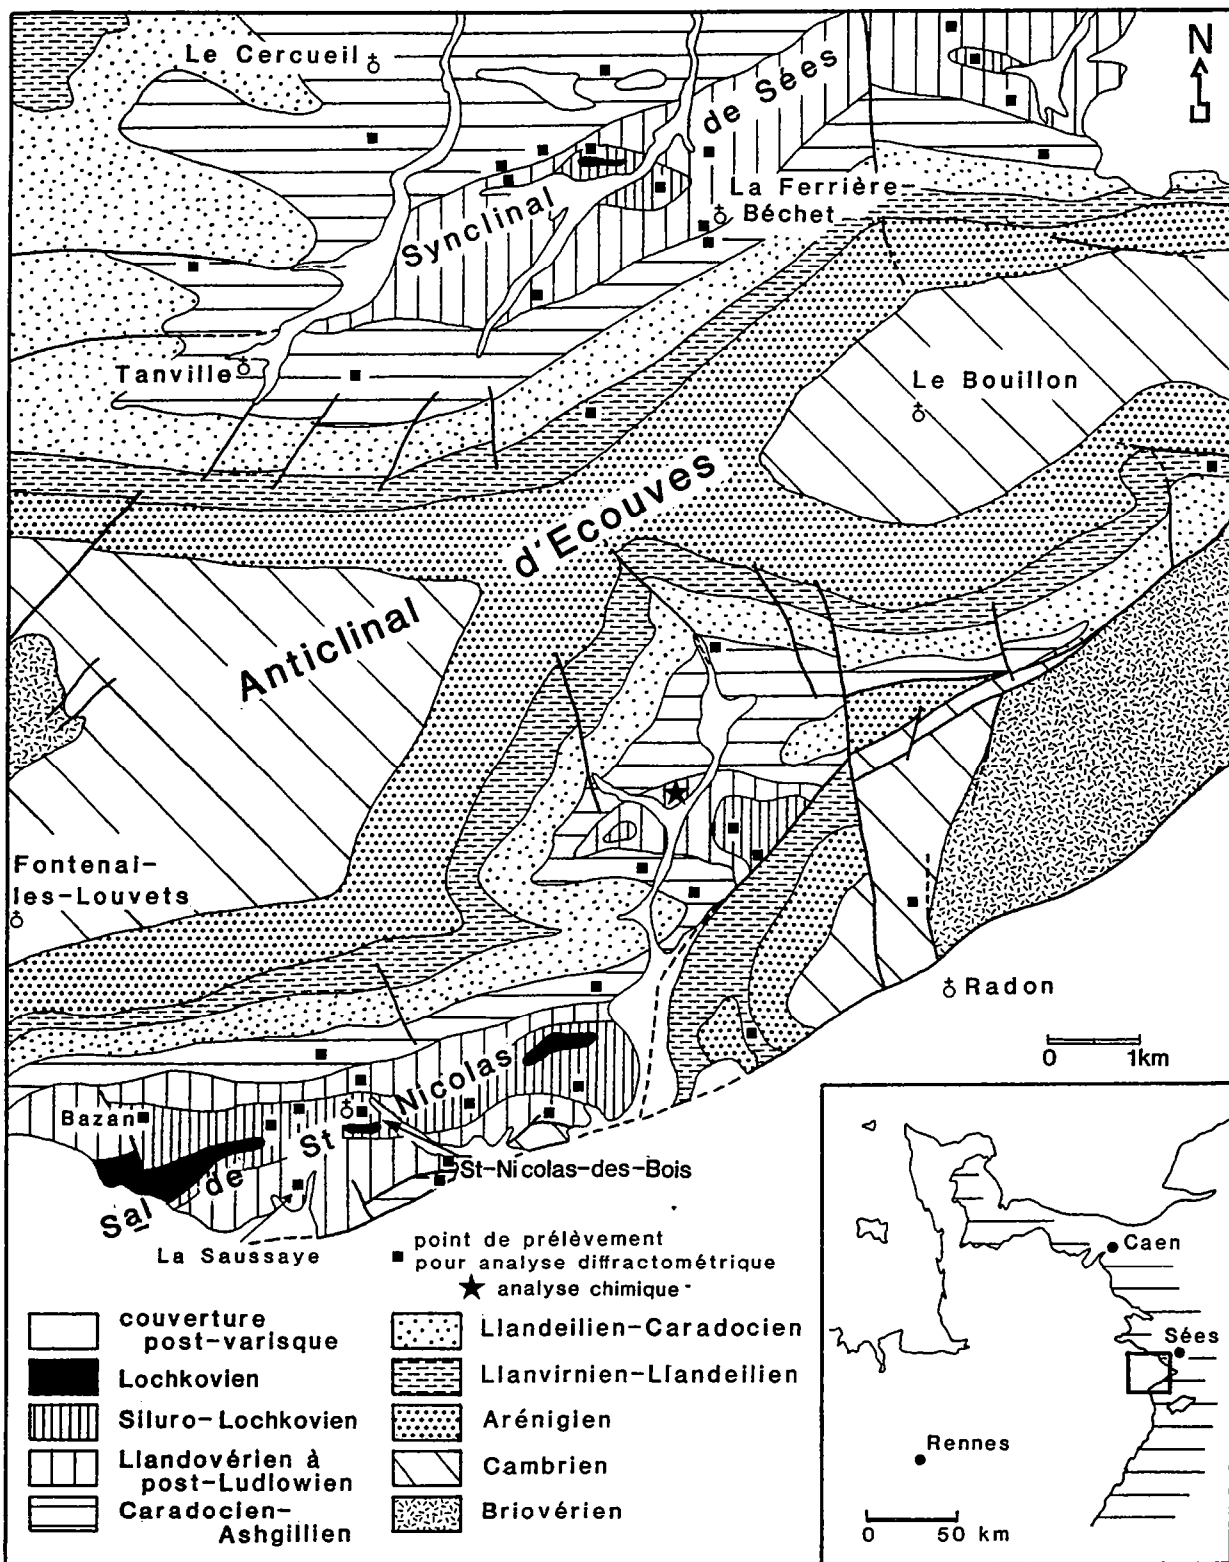 Le Cercueil
N
Synclinal de Sées
La Ferrière-
Béchet
Tanville
Le Bouillon
Anticlinal d'Ecouves
Fontenai-
les-Louvets
Radon
0 1km
Bazan
Sal de St Nicolas
St-Nicolas-des-Bois
La Saussaye
point de prélèvement
pour analyse diffractométrique
analyse chimique
couverture
post-varisque
Lochkovien
Siluro-Lochkovien
Llandovérien à
post-Ludlowien
Caradocien-
Ashgillien
Llandeilien-Caradocien
Llanvirnien-Llandeilien
Arénigien
Cambrien
Briovérien
Caen
Sées
Rennes
0 50 km